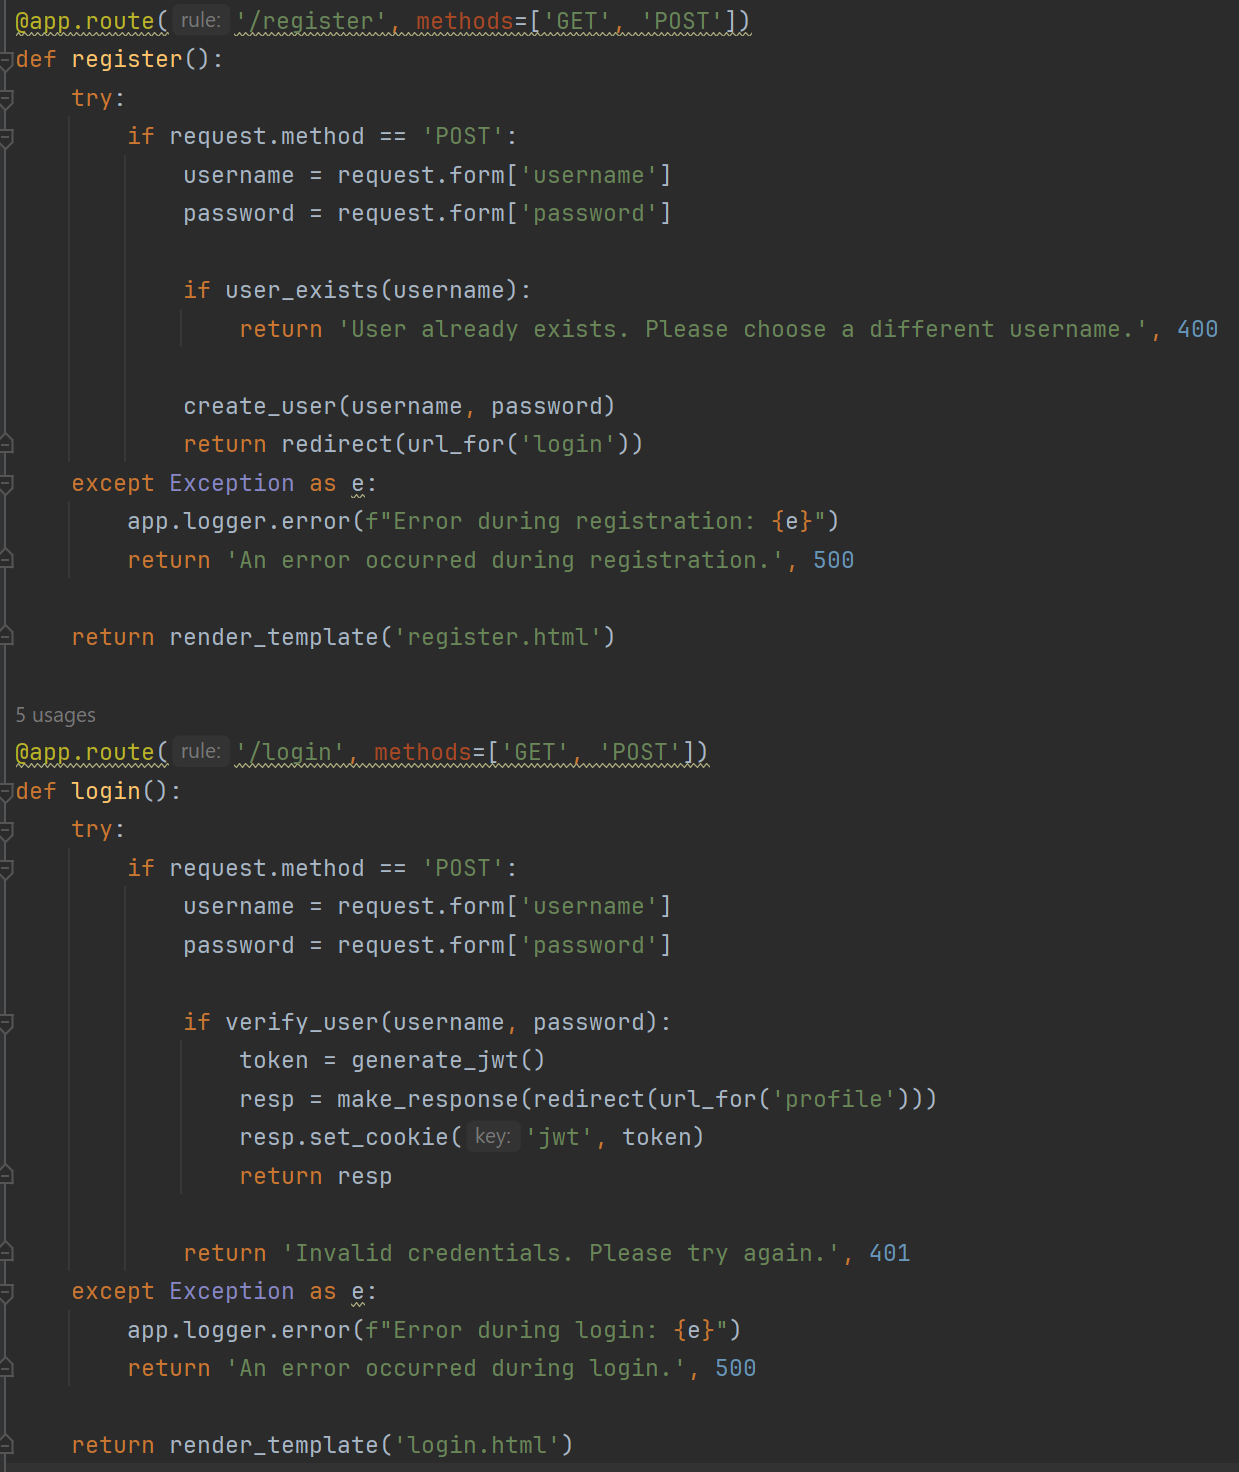 @app.route( rule: '/register', methods=['GET', 'POST'])
def register():
    try:
        if request.method == 'POST':
            username = request.form['username']
            password = request.form['password']

            if user_exists(username):
                return 'User already exists. Please choose a different username.', 400

            create_user(username, password)
            return redirect(url_for('login'))
    except Exception as e:
        app.logger.error(f"Error during registration: {e}")
        return 'An error occurred during registration.', 500

    return render_template('register.html')

5 usages
@app.route( rule: '/login', methods=['GET', 'POST'])
def login():
    try:
        if request.method == 'POST':
            username = request.form['username']
            password = request.form['password']

            if verify_user(username, password):
                token = generate_jwt()
                resp = make_response(redirect(url_for('profile')))
                resp.set_cookie( key: 'jwt', token)
                return resp

            return 'Invalid credentials. Please try again.', 401
    except Exception as e:
        app.logger.error(f"Error during login: {e}")
        return 'An error occurred during login.', 500

    return render_template('login.html')